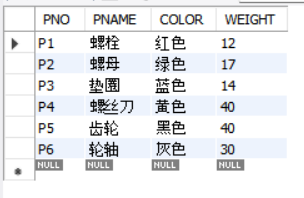 PNO PNAME COLOR WEIGHT
P1 螺栓 红色 12
P2 螺母 绿色 17
P3 垫圈 蓝色 14
P4 螺丝刀 黄色 40
P5 齿轮 黑色 40
P6 轮轴 灰色 30
NULL NULL NULL NULL